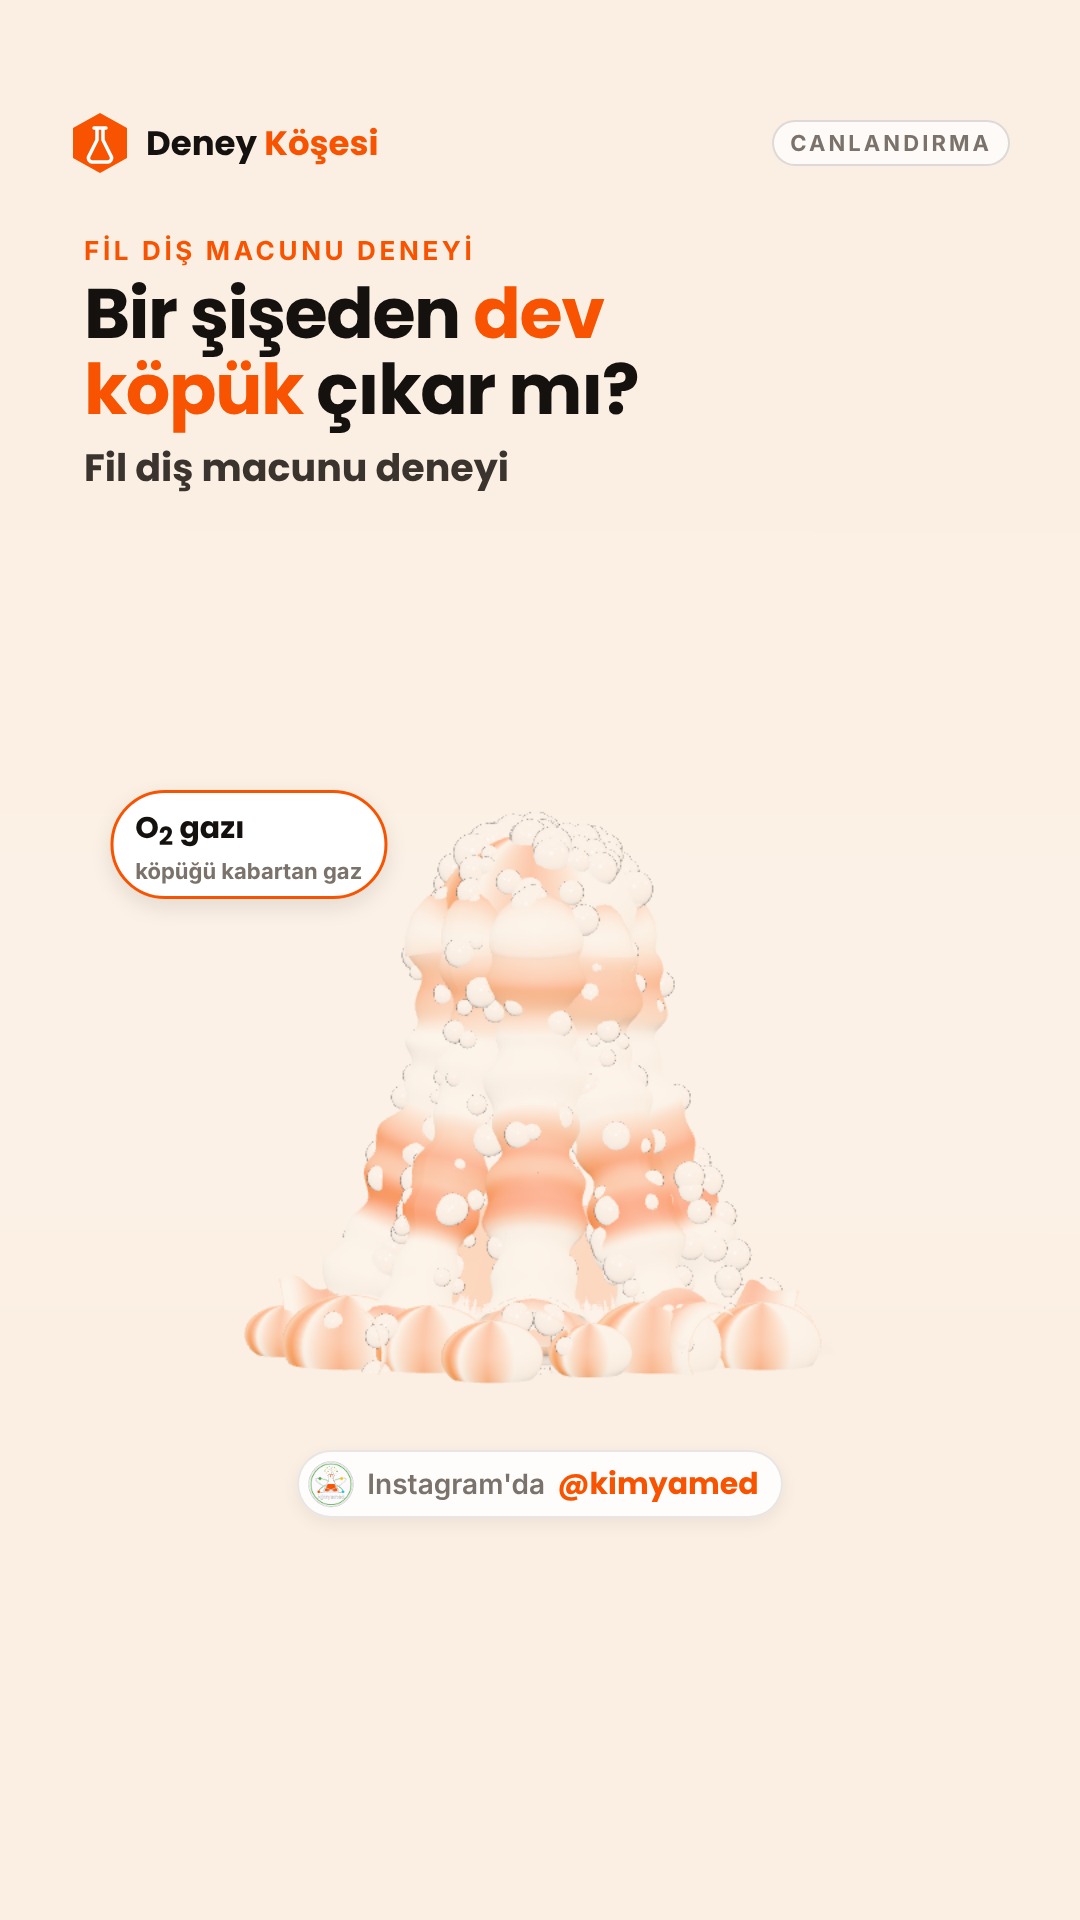 Deney Köşesi
CANLANDIRMA
FİL DİŞ MACUNU DENEYİ
Bir şişeden dev
köpük çıkar mı?
Fil diş macunu deneyi
O₂ gazı
köpüğü kabartan gaz
Instagram'da @kimyamed